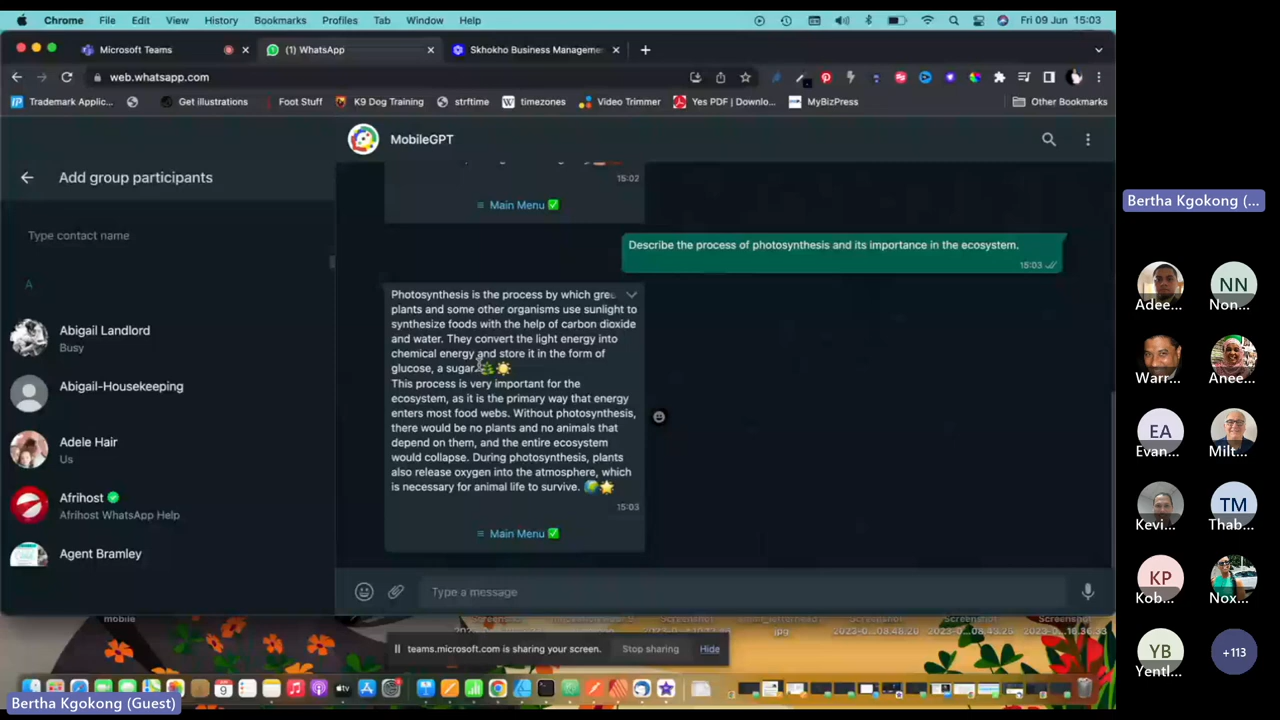 Chrome File Edit View History Bookmarks Profiles Tab Window Help Fri 09 Jun 15:03
Microsoft Teams
(1) WhatsApp
Skhokho Business Manageme
web.whatsapp.com
Trademark Applic...
Get illustrations
Foot Stuff
K9 Dog Training
strftime
timezones
Video Trimmer
Yes PDF | Downlo...
MyBizPress
Other Bookmarks
Add group participants
Type contact name
A
Abigail Landlord
Busy
Abigail-Housekeeping
Adele Hair
Us
Afrihost
Afrihost WhatsApp Help
Agent Bramley
MobileGPT
15:02
Main Menu ✅
Describe the process of photosynthesis and its importance in the ecosystem.
15:03
Photosynthesis is the process by which gree
plants and some other organisms use sunlight to
synthesize foods with the help of carbon dioxide
and water. They convert the light energy into
chemical energy and store it in the form of
glucose, a sugar.🌿☀️
This process is very important for the
ecosystem, as it is the primary way that energy
enters most food webs. Without photosynthesis,
there would be no plants and no animals that
depend on them, and the entire ecosystem
would collapse. During photosynthesis, plants
also release oxygen into the atmosphere, which
is necessary for animal life to survive. 🌍🌟
15:03
Main Menu ✅
Type a message
mobile
Screenshot
Screenshot
Screenshot
Screenshot
jpg
teams.microsoft.com is sharing your screen.
Stop sharing
Hide
Bertha Kgokong (Guest)
Bertha Kgokong (...
Adee...
NN
Non...
Warr...
Anee...
EA
Evan...
Milt...
Kevi...
TM
Thab...
KP
Kob...
Nox...
YB
Yentl...
+113